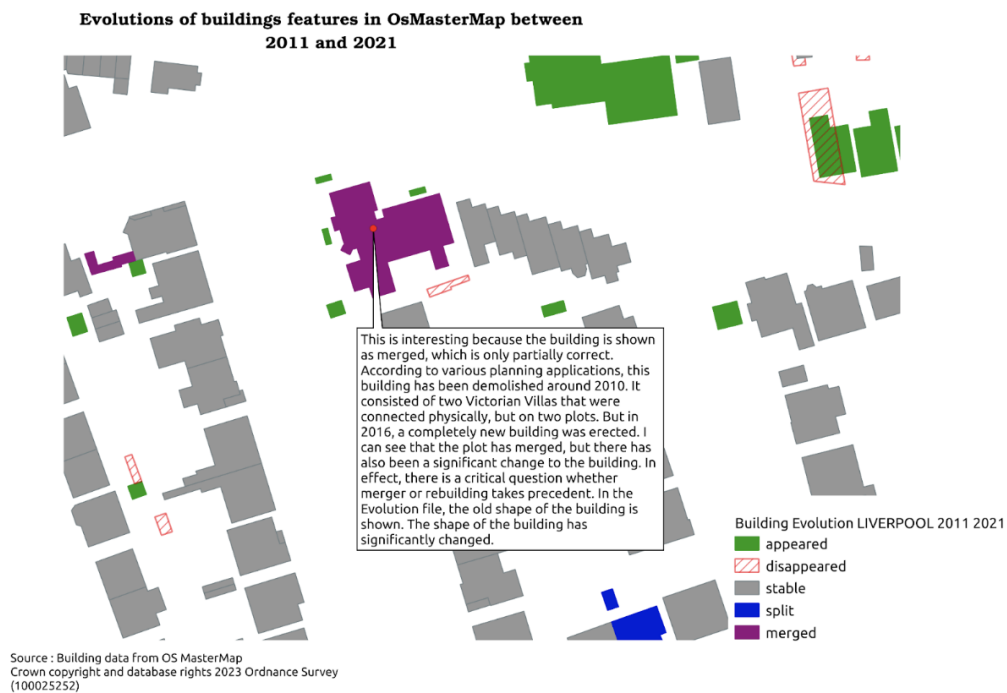 Evolutions of buildings features in OsMasterMap between
2011 and 2021
This is interesting because the building is shown
as merged, which is only partially correct.
According to various planning applications, this
building has been demolished around 2010. It
consisted of two Victorian Villas that were
connected physically, but on two plots. But in
2016, a completely new building was erected. I
can see that the plot has merged, but there has
also been a significant change to the building. In
effect, there is a critical question whether
merger or rebuilding takes precedent. In the
Evolution file, the old shape of the building is
shown. The shape of the building has
significantly changed.
Building Evolution LIVERPOOL 2011 2021
appeared
disappeared
stable
split
merged
Source : Building data from OS MasterMap
Crown copyright and database rights 2023 Ordnance Survey
(100025252)